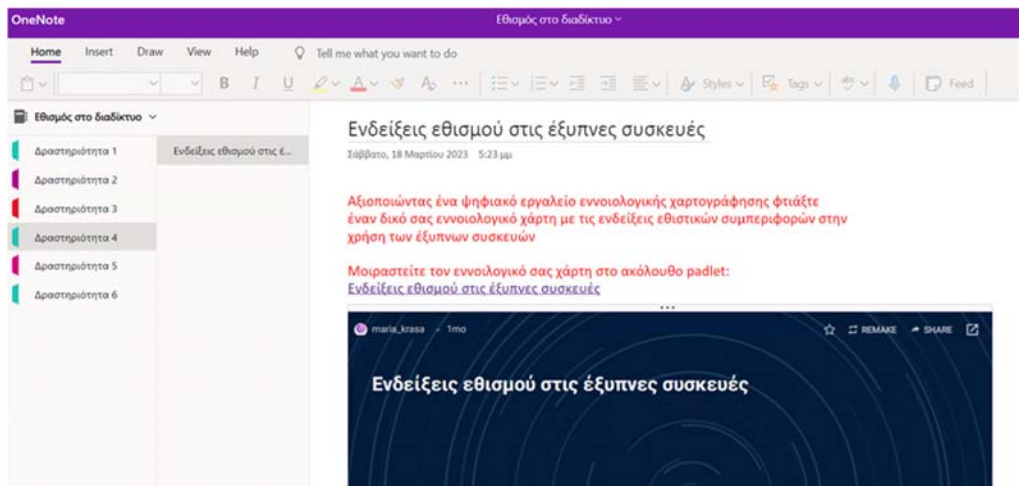 OneNote
Εθισμός στο διαδίκτυο
Home Insert Draw View Help Tell me what you want to do
B I U A A Styles Tags abc Feed
Εθισμός στο διαδίκτυο
Δραστηριότητα 1
Δραστηριότητα 2
Δραστηριότητα 3
Δραστηριότητα 4
Δραστηριότητα 5
Δραστηριότητα 6
Ενδείξεις εθισμού στις έ...
Ενδείξεις εθισμού στις έξυπνες συσκευές
Σάββατο, 18 Μαρτίου 2023 5:23 μμ
Αξιοποιώντας ένα ψηφιακό εργαλείο εννοιολογικής χαρτογράφησης φτιάξτε
έναν δικό σας εννοιολογικό χάρτη με τις ενδείξεις εθιστικών συμπεριφορών στην
χρήση των έξυπνων συσκευών
Μοιραστείτε τον εννοιλογικό σας χάρτη στο ακόλουθο padlet:
Ενδείξεις εθισμού στις έξυπνες συσκευές
maria_krasa - 1mo REMAKE SHARE
Ενδείξεις εθισμού στις έξυπνες συσκευές